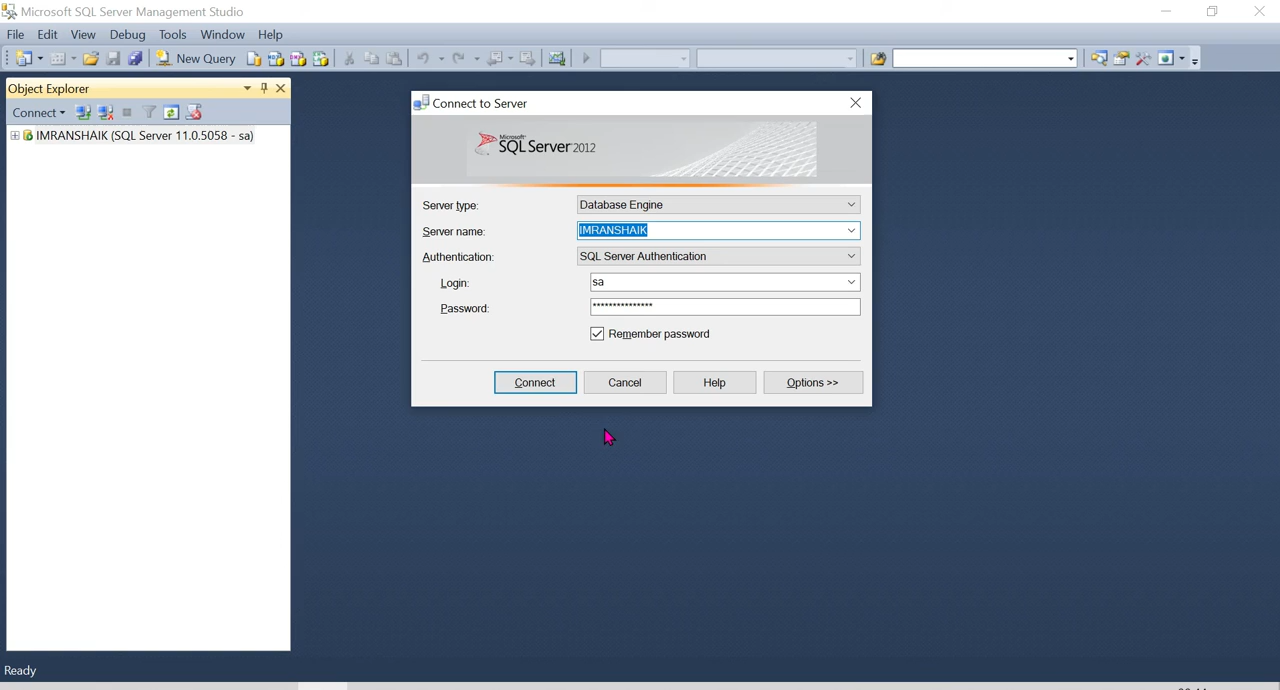 Microsoft SQL Server Management Studio
File Edit View Debug Tools Window Help
New Query
Object Explorer
Connect
IMRANSHAIK (SQL Server 11.0.5058 - sa)
Connect to Server
Microsoft
SQL Server 2012
Server type: Database Engine
Server name: IMRANSHAIK
Authentication: SQL Server Authentication
Login: sa
Password: ***************
Remember password
Connect Cancel Help Options >>
Ready